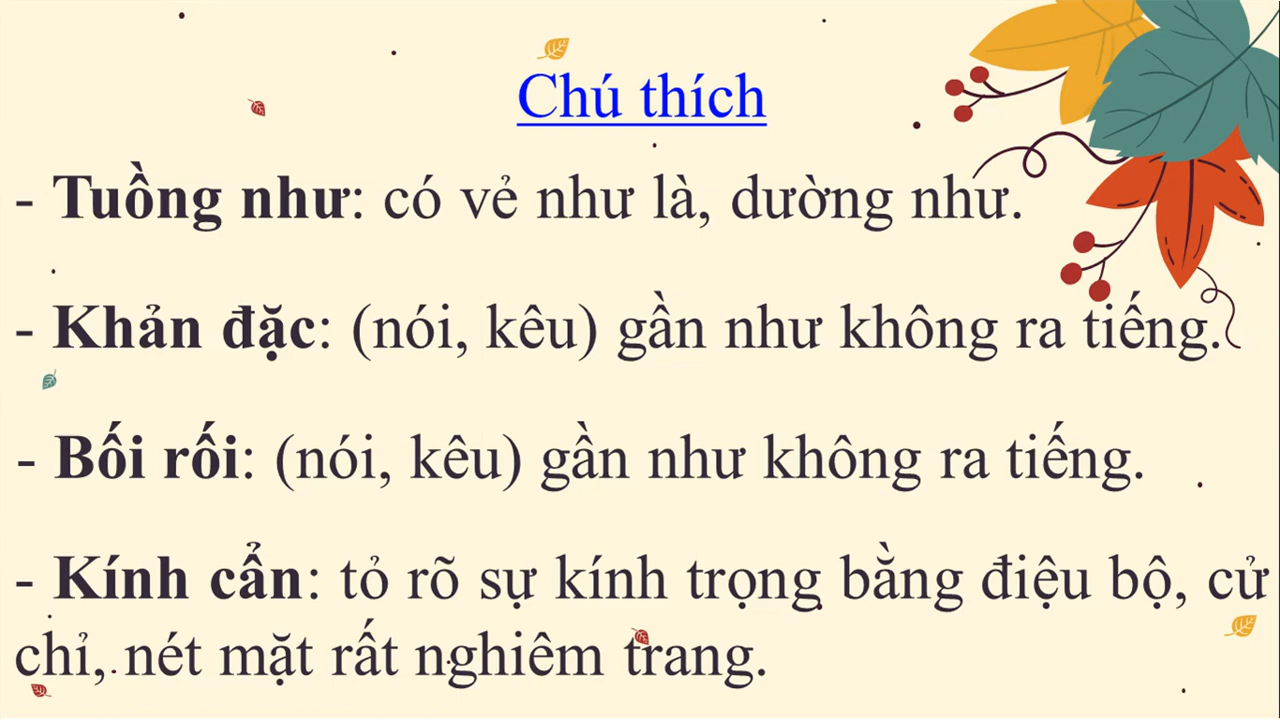 Chú thích
- Tuồng như: có vẻ như là, dường như.
- Khản đặc: (nói, kêu) gần như không ra tiếng.
- Bối rối: (nói, kêu) gần như không ra tiếng.
- Kính cẩn: tỏ rõ sự kính trọng bằng điệu bộ, cử
chỉ, nét mặt rất nghiêm trang.